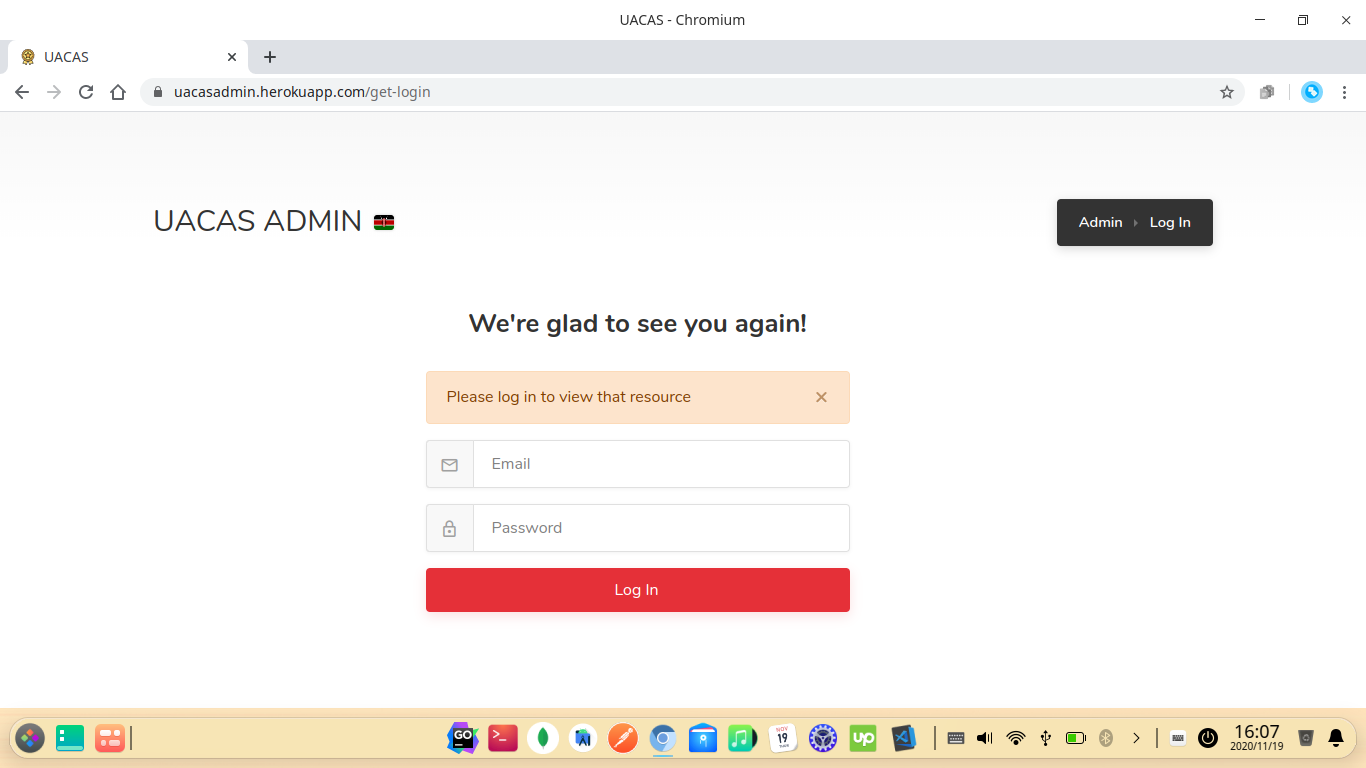 UACAS - Chromium
UACAS
uacasadmin.herokuapp.com/get-login
UACAS ADMIN
Admin Log In
We're glad to see you again!
Please log in to view that resource
Email
Password
Log In
GO
NOV
19
up
16:07
2020/11/19